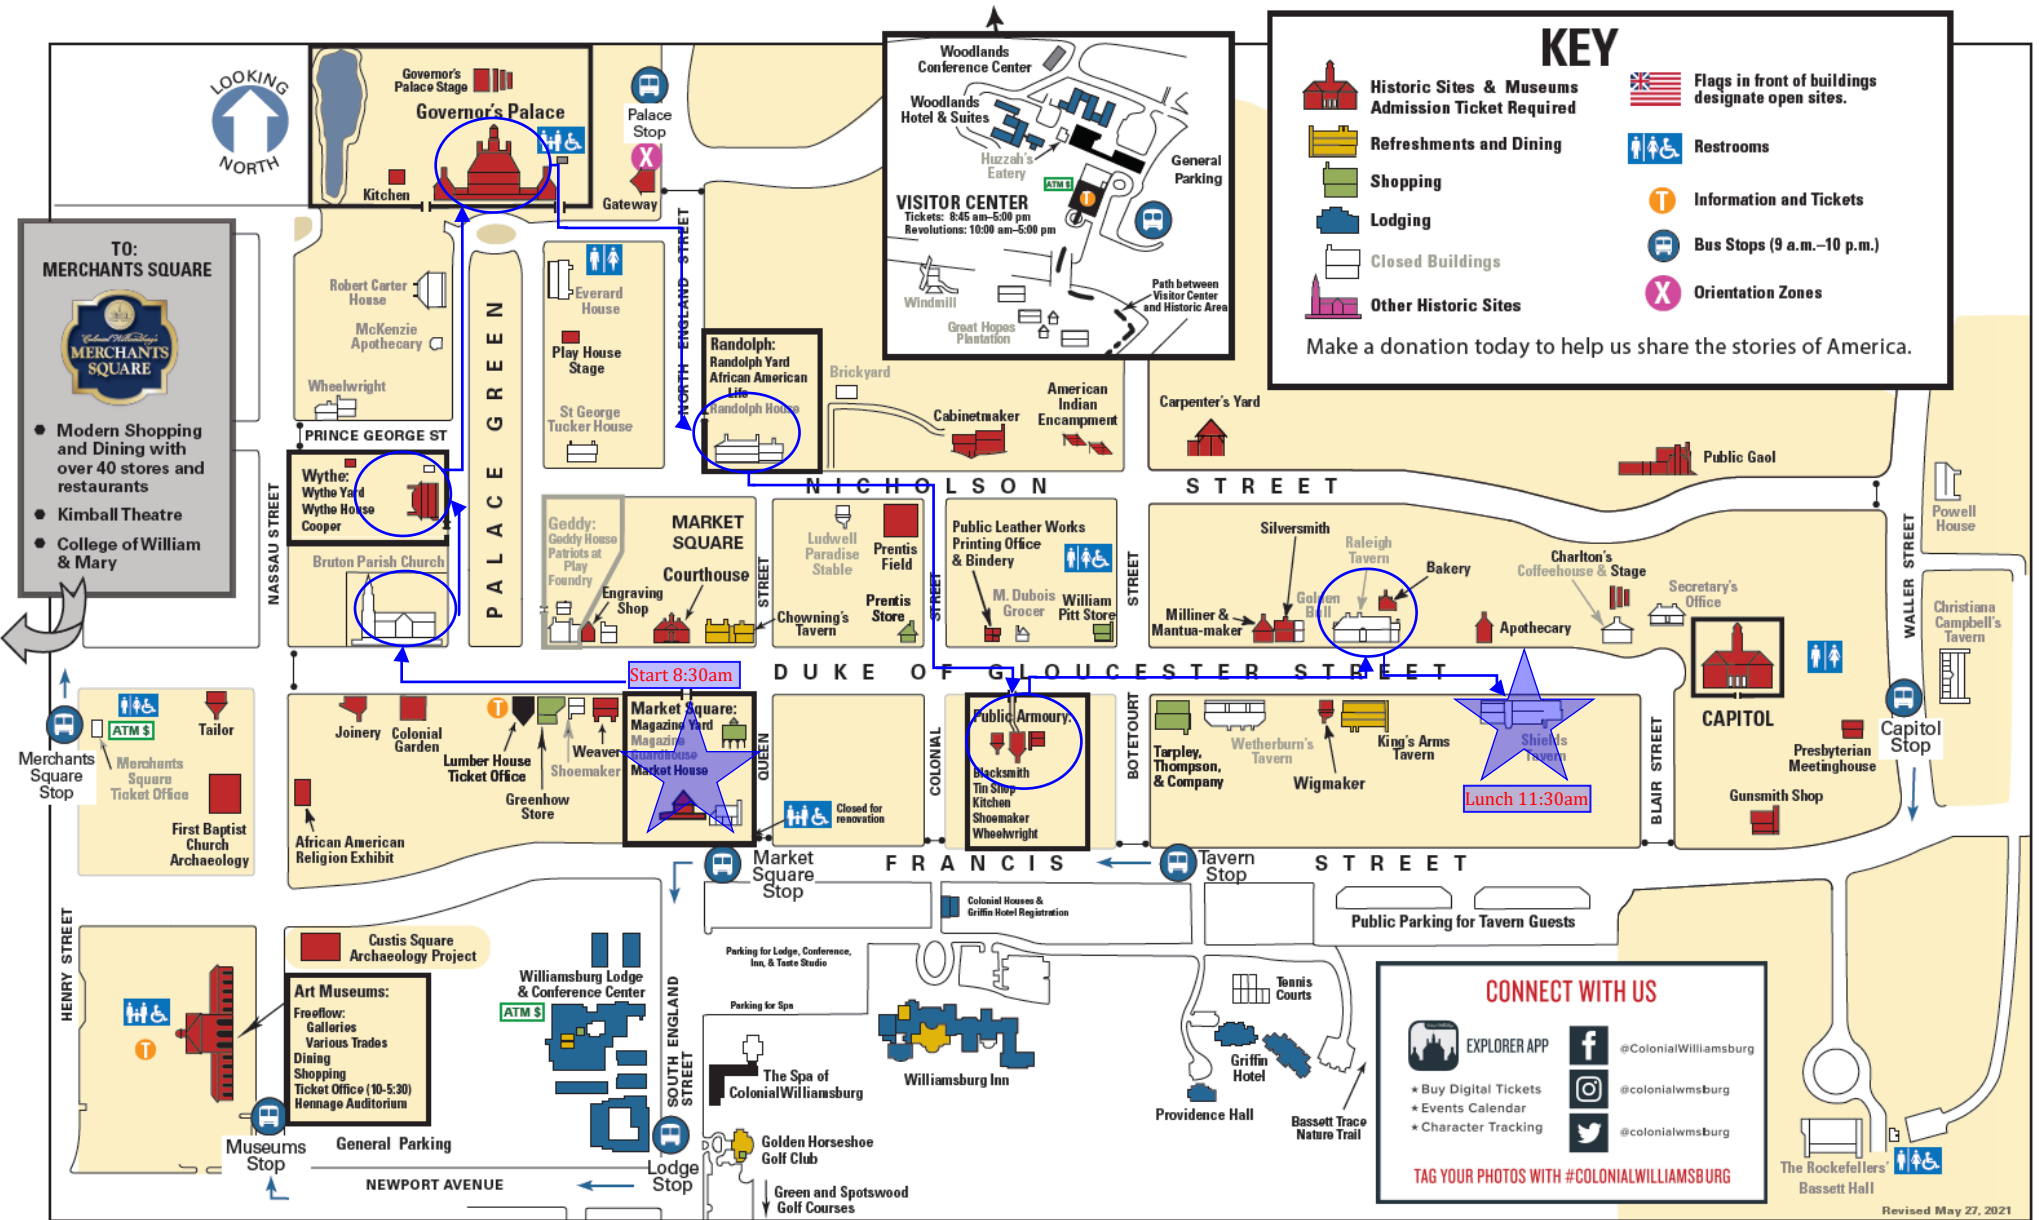 LOOKING
NORTH
TO:
MERCHANTS SQUARE
Colonial Williamsburg's
MERCHANTS
SQUARE
Modern Shopping
and Dining with
over 40 stores and
restaurants
Kimball Theatre
College of William
& Mary
Governor's
Palace Stage
Governor's Palace
Kitchen
Palace
Stop
X
Gateway
Robert Carter
House
McKenzie
Apothecary
Wheelwright
PRINCE GEORGE ST
Wythe:
Wythe Yard
Wythe House
Cooper
Bruton Parish Church
NASSAU STREET
PALACE GREEN
Everard
House
Play House
Stage
St George
Tucker House
NORTH ENGLAND STREET
Randolph:
Randolph Yard
African American
Life
Randolph House
Brickyard
Cabinetmaker
American
Indian
Encampment
Woodlands
Conference Center
Woodlands
Hotel & Suites
Huzzah's
Eatery
ATM $
T
General
Parking
VISITOR CENTER
Tickets: 8:45 am–5:00 pm
Revolutions: 10:00 am–5:00 pm
Windmill
Great Hopes
Plantation
Path between
Visitor Center
and Historic Area
KEY
Historic Sites & Museums
Admission Ticket Required
Refreshments and Dining
Shopping
Lodging
Closed Buildings
Other Historic Sites
Flags in front of buildings
designate open sites.
Restrooms
T
Information and Tickets
Bus Stops (9 a.m.–10 p.m.)
X
Orientation Zones
Make a donation today to help us share the stories of America.
Carpenter's Yard
Public Gaol
NICHOLSON STREET
WALLER STREET
Powell
House
Geddy:
Geddy House
Patriots at
Play
Foundry
MARKET
SQUARE
Courthouse
Engraving
Shop
STREET
Chowning's
Tavern
Ludwell
Paradise
Stable
Prentis
Field
Prentis
Store
STREET
Public Leather Works
Printing Office
& Bindery
M. Dubois
Grocer
William
Pitt Store
STREET
Silversmith
Milliner &
Mantua-maker
Golden
Ball
Raleigh
Tavern
Bakery
Apothecary
Charlton's
Coffeehouse & Stage
Secretary's
Office
Christiana
Campbell's
Tavern
Start 8:30am
DUKE OF GLOUCESTER STREET
Merchants
Square
Stop
ATM $
Merchants
Square
Ticket Office
Tailor
First Baptist
Church
Archaeology
Joinery
Colonial
Garden
African American
Religion Exhibit
T
Lumber House
Ticket Office
Greenhow
Store
Shoemaker
Weaver
Market Square:
Magazine Yard
Magazine
Guardhouse
Market House
QUEEN
Closed for
renovation
COLONIAL
Public Armoury:
Blacksmith
Tin Shop
Kitchen
Shoemaker
Wheelwright
BOTETOURT
Tarpley,
Thompson,
& Company
Wetherburn's
Tavern
Wigmaker
King's Arms
Tavern
Shields
Tavern
Lunch 11:30am
BLAIR STREET
CAPITOL
Capitol
Stop
Presbyterian
Meetinghouse
Gunsmith Shop
Market
Square
Stop
FRANCIS STREET
Tavern
Stop
HENRY STREET
Custis Square
Archaeology Project
T
Art Museums:
Freeflow:
Galleries
Various Trades
Dining
Shopping
Ticket Office (10-5:30)
Hennage Auditorium
Museums
Stop
General Parking
NEWPORT AVENUE
Williamsburg Lodge
& Conference Center
ATM $
SOUTH ENGLAND
STREET
Lodge
Stop
Colonial Houses &
Griffin Hotel Registration
Parking for Lodge, Conference,
Inn, & Taste Studio
Parking for Spa
The Spa of
ColonialWilliamsburg
Golden Horseshoe
Golf Club
Green and Spotswood
Golf Courses
Williamsburg Inn
Public Parking for Tavern Guests
Tennis
Courts
Griffin
Hotel
Providence Hall
Bassett Trace
Nature Trail
CONNECT WITH US
EXPLORER APP
★ Buy Digital Tickets
★ Events Calendar
★ Character Tracking
@ColonialWilliamsburg
@colonialwmsburg
@colonialwmsburg
TAG YOUR PHOTOS WITH #COLONIALWILLIAMSBURG
The Rockefellers'
Bassett Hall
Revised May 27, 2021